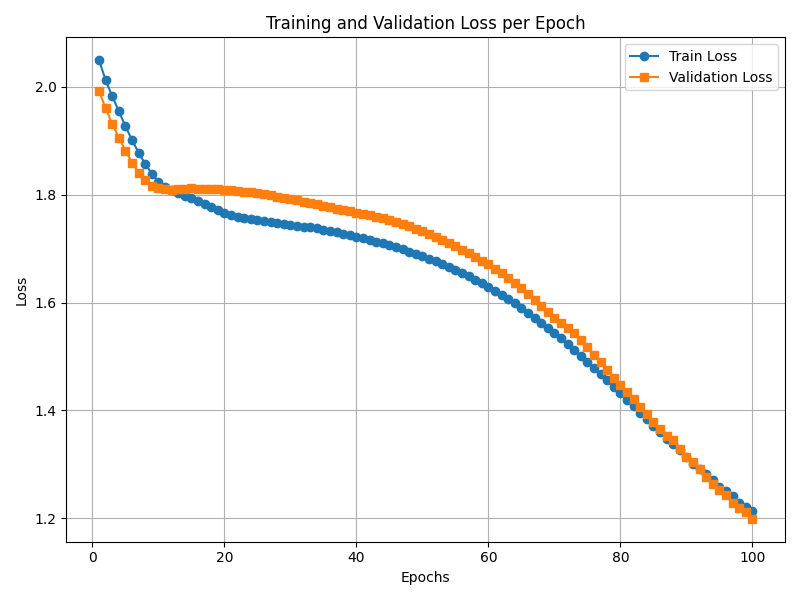 Training and Validation Loss per Epoch
Train Loss
Validation Loss
2.0
1.8
1.6
1.4
1.2
Loss
0 20 40 60 80 100
Epochs